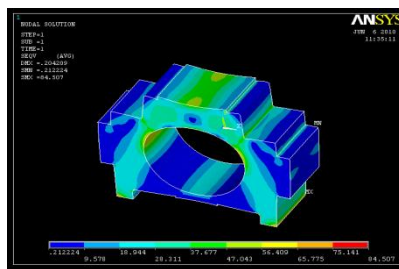 1
NODAL SOLUTION
STEP=1
SUB =1
TIME=1
SEQV (AVG)
DMX =.204209
SMN =.212224
SMX =84.507
ANSYS
JUN 6 2018
11:35:11
MN
MX
.212224 18.944 37.677 56.409 75.141
9.578 28.311 47.043 65.775 84.507